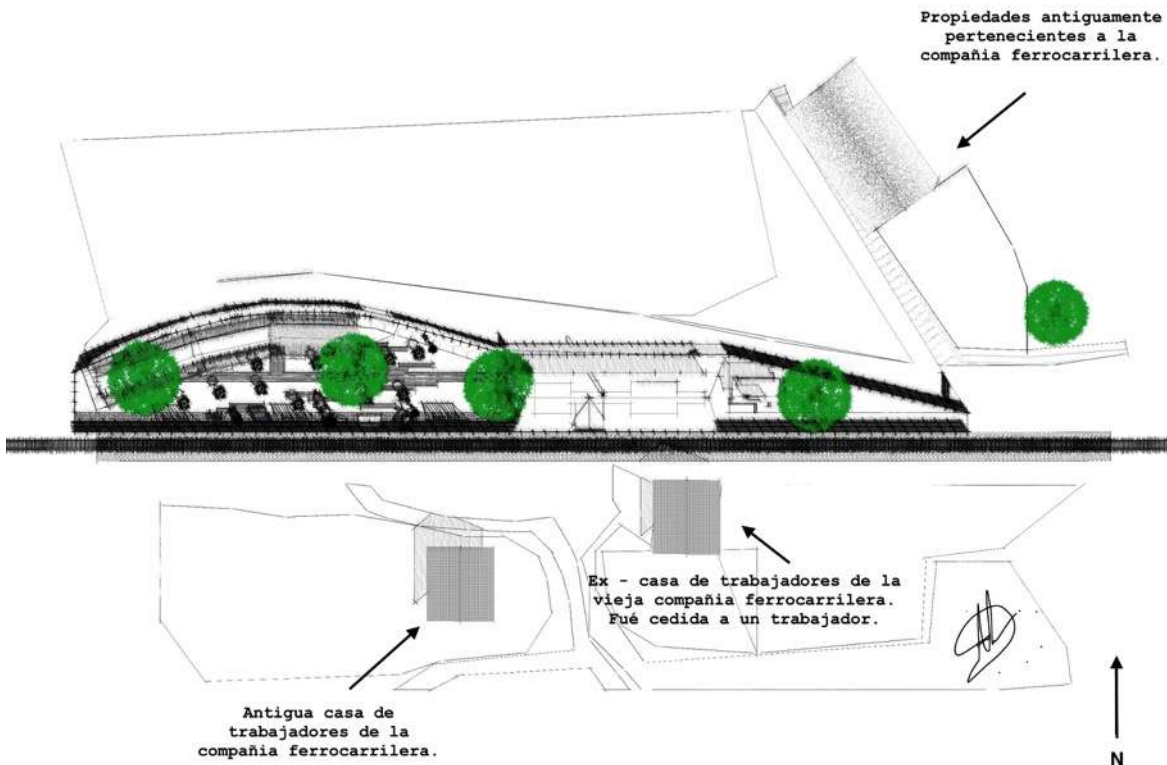 Propiedades antiguamente
pertenecientes a la
compañia ferrocarrilera.
Ex - casa de trabajadores de la
vieja compañia ferrocarrilera.
Fué cedida a un trabajador.
Antigua casa de
trabajadores de la
compañia ferrocarrilera.
N